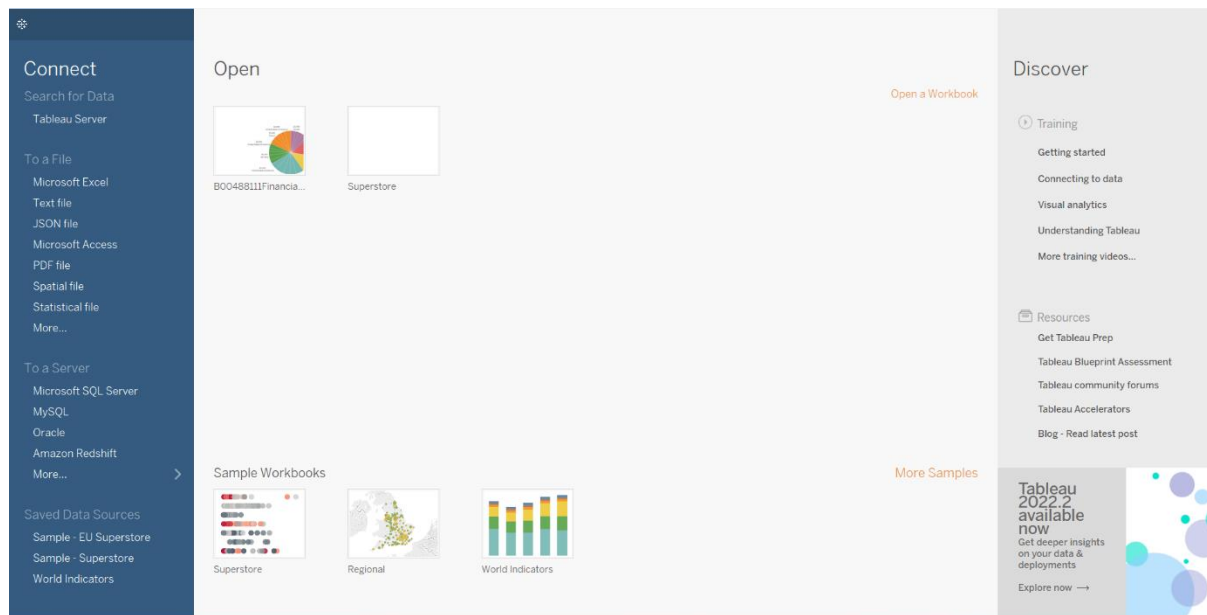 Connect
Search for Data
Tableau Server
To a File
Microsoft Excel
Text file
JSON file
Microsoft Access
PDF file
Spatial file
Statistical file
More...
To a Server
Microsoft SQL Server
MySQL
Oracle
Amazon Redshift
More...
Saved Data Sources
Sample - EU Superstore
Sample - Superstore
World Indicators
Open
Open a Workbook
B00488111Financia...
Superstore
Sample Workbooks
More Samples
Superstore
Regional
World Indicators
Discover
Training
Getting started
Connecting to data
Visual analytics
Understanding Tableau
More training videos...
Resources
Get Tableau Prep
Tableau Blueprint Assessment
Tableau community forums
Tableau Accelerators
Blog - Read latest post
Tableau
2022.2
available
now
Get deeper insights
on your data &
deployments
Explore now →